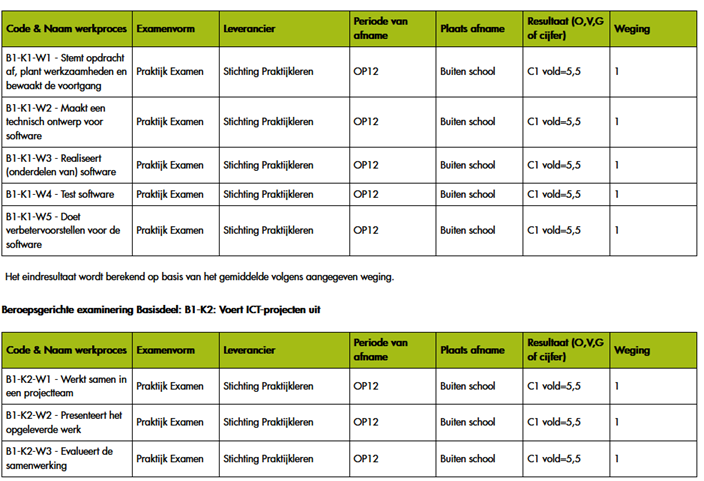 Code & Naam werkproces Examenvorm Leverancier Periode van afname Plaats afname Resultaat (O,V,G of cijfer) Weging
B1-K1-W1 - Stemt opdracht af, plant werkzaamheden en bewaakt de voortgang Praktijk Examen Stichting Praktijkleren OP12 Buiten school C1 vold=5,5 1
B1-K1-W2 - Maakt een technisch ontwerp voor software Praktijk Examen Stichting Praktijkleren OP12 Buiten school C1 vold=5,5 1
B1-K1-W3 - Realiseert (onderdelen van) software Praktijk Examen Stichting Praktijkleren OP12 Buiten school C1 vold=5,5 1
B1-K1-W4 - Test software Praktijk Examen Stichting Praktijkleren OP12 Buiten school C1 vold=5,5 1
B1-K1-W5 - Doet verbetervoorstellen voor de software Praktijk Examen Stichting Praktijkleren OP12 Buiten school C1 vold=5,5 1
Het eindresultaat wordt berekend op basis van het gemiddelde volgens aangegeven weging.
Beroepsgerichte examinering Basisdeel: B1-K2: Voert ICT-projecten uit
Code & Naam werkproces Examenvorm Leverancier Periode van afname Plaats afname Resultaat (O,V,G of cijfer) Weging
B1-K2-W1 - Werkt samen in een projectteam Praktijk Examen Stichting Praktijkleren OP12 Buiten school C1 vold=5,5 1
B1-K2-W2 - Presenteert het opgeleverde werk Praktijk Examen Stichting Praktijkleren OP12 Buiten school C1 vold=5,5 1
B1-K2-W3 - Evalueert de samenwerking Praktijk Examen Stichting Praktijkleren OP12 Buiten school C1 vold=5,5 1